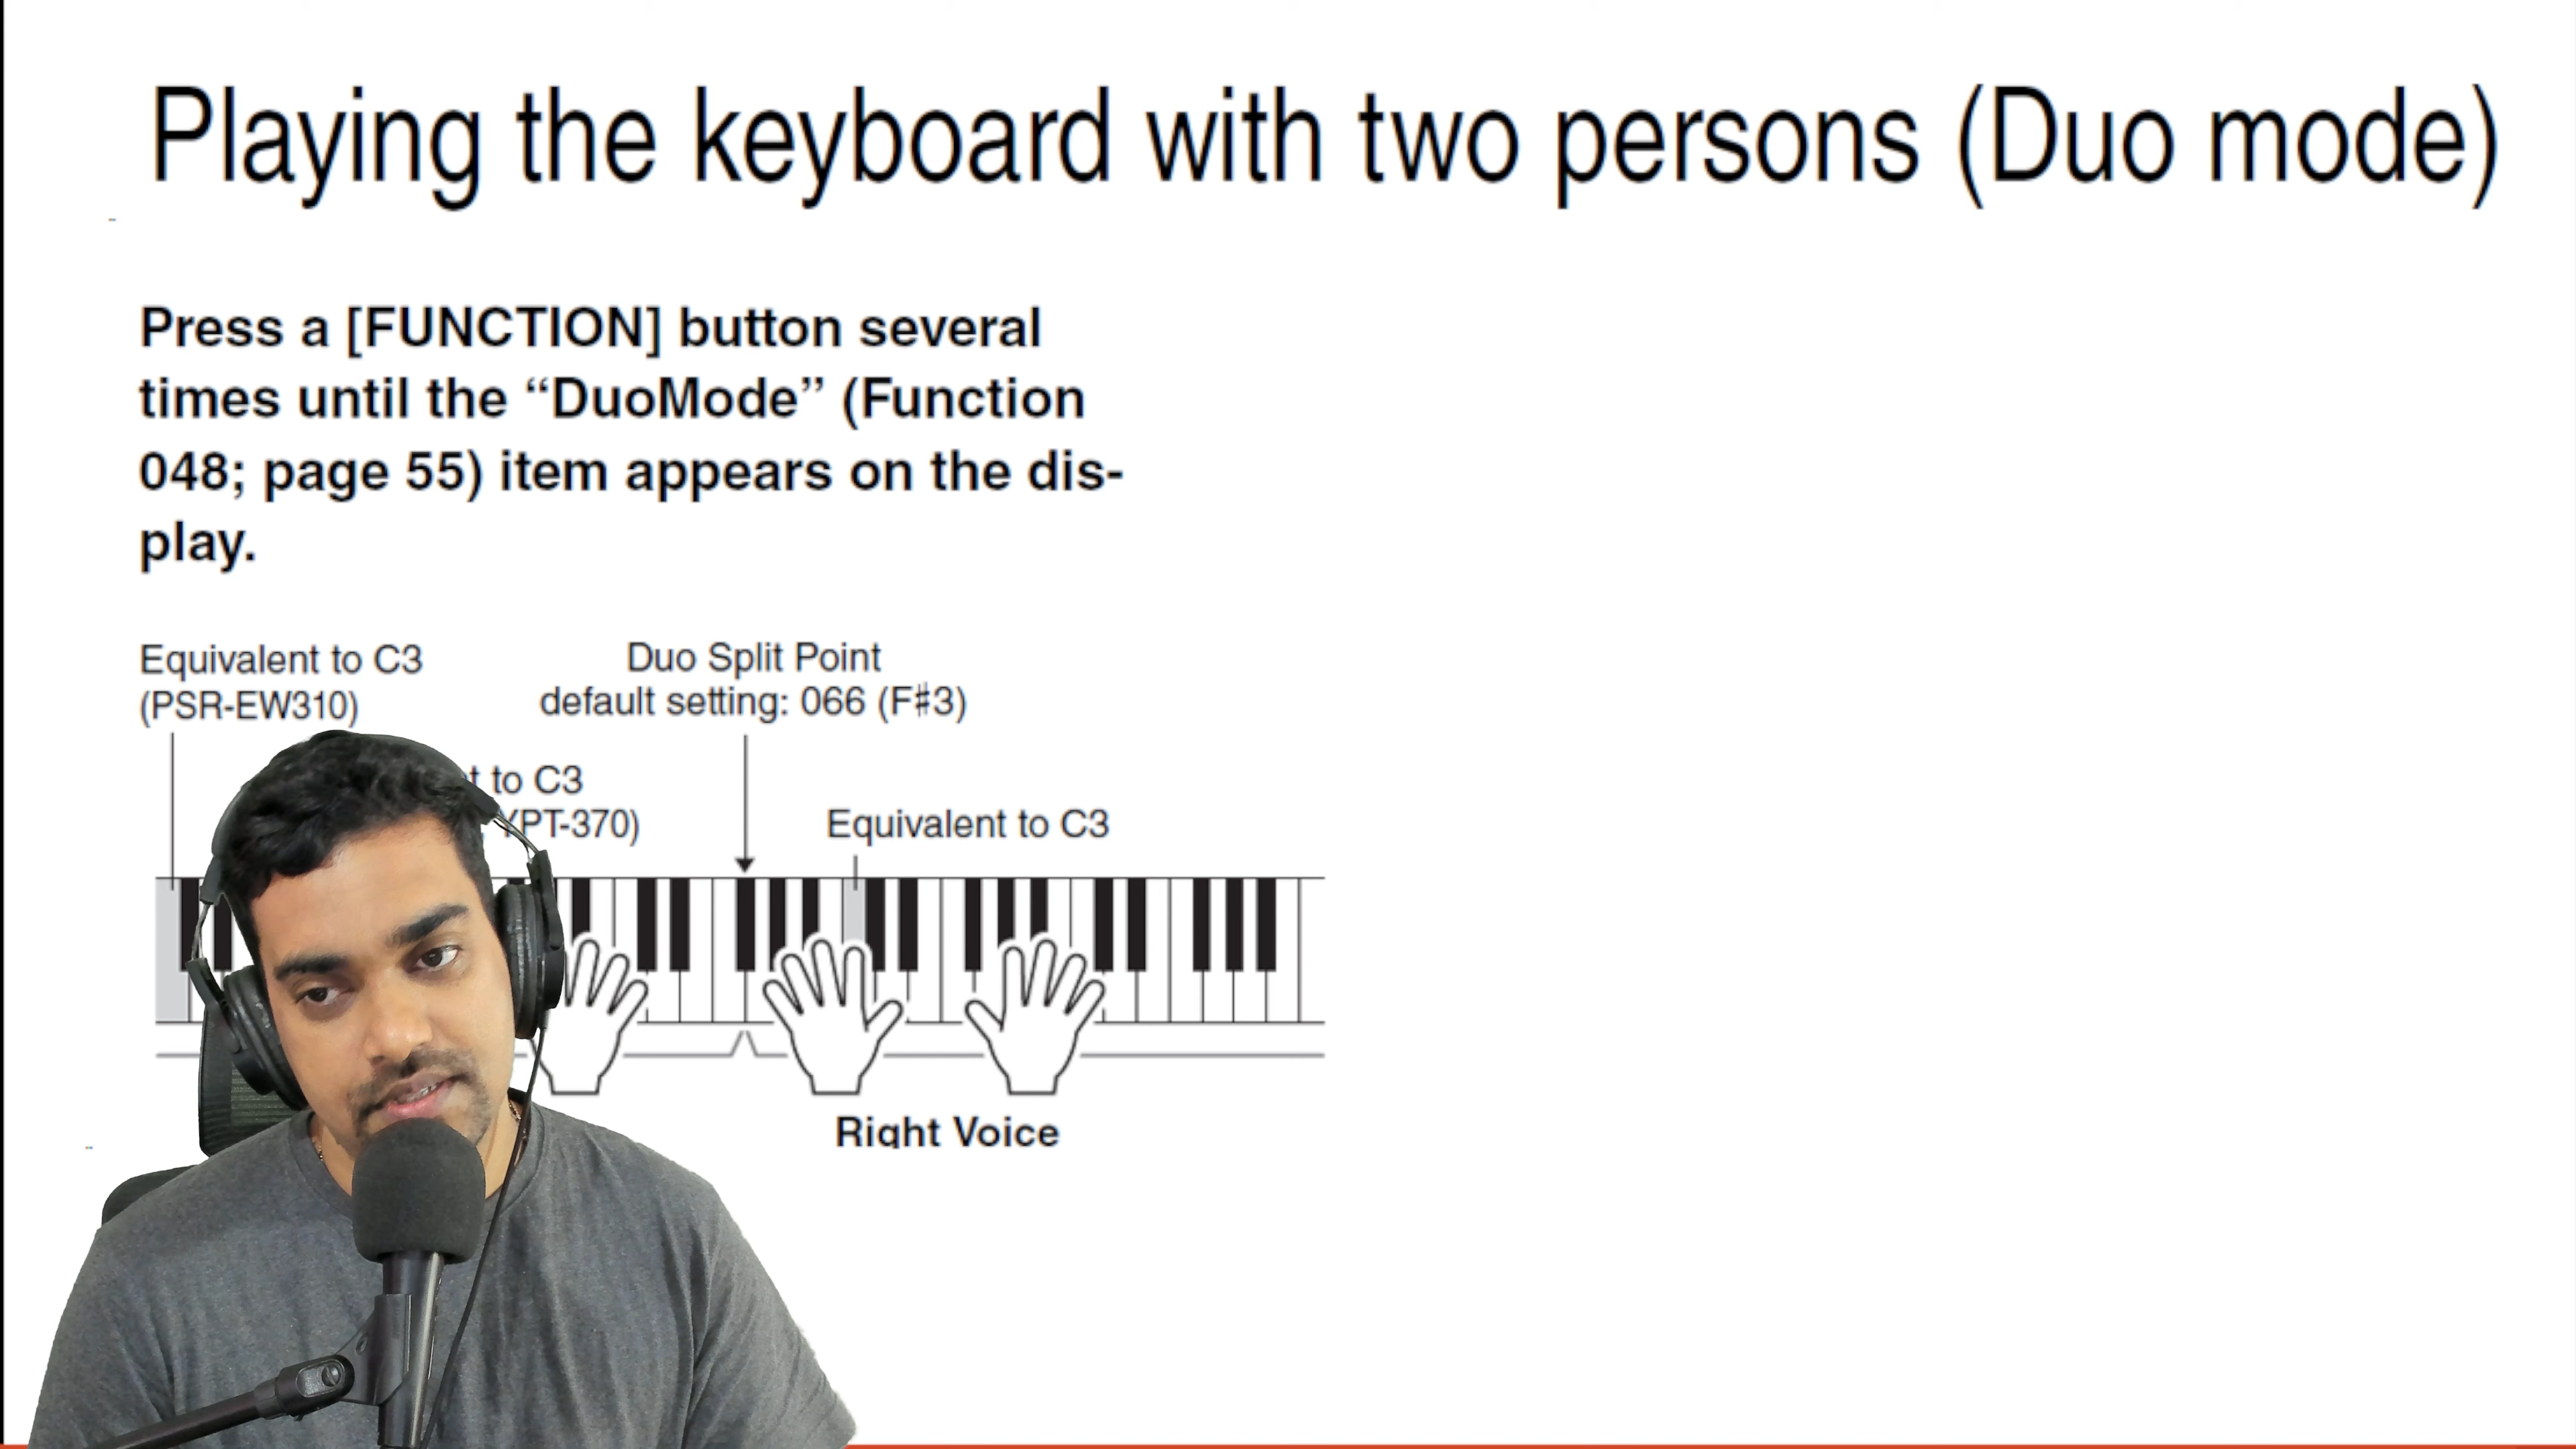 Playing the keyboard with two persons (Duo mode)
Press a [FUNCTION] button several
times until the “DuoMode” (Function
048; page 55) item appears on the dis-
play.
Equivalent to C3
(PSR-EW310)
Duo Split Point
default setting: 066 (F♯3)
to C3
YPT-370)
Equivalent to C3
Right Voice